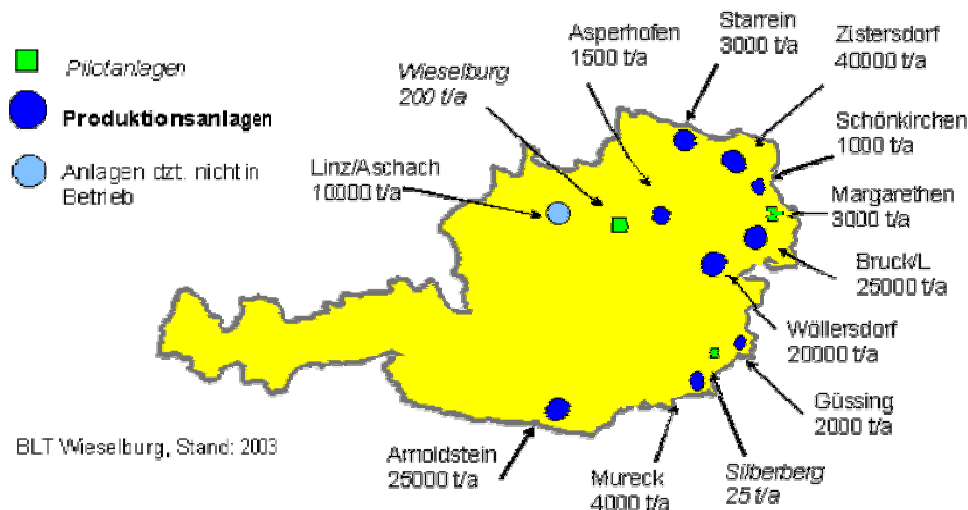 Pilotanlagen
Produktionsanlagen
Anlagen dzt. nicht in
Betrieb
Linz/Aschach
10000 t/a
Wieselburg
200 t/a
Asperhofen
1500 t/a
Starrein
3000 t/a
Zistersdorf
40000 t/a
Schönkirchen
1000 t/a
Margarethen
3000 t/a
Bruck/L
25000 t/a
Wöllersdorf
20000 t/a
Güssing
2000 t/a
Silberberg
25 t/a
Mureck
4000 t/a
Arnoldstein
25000 t/a
BLT Wieselburg, Stand: 2003